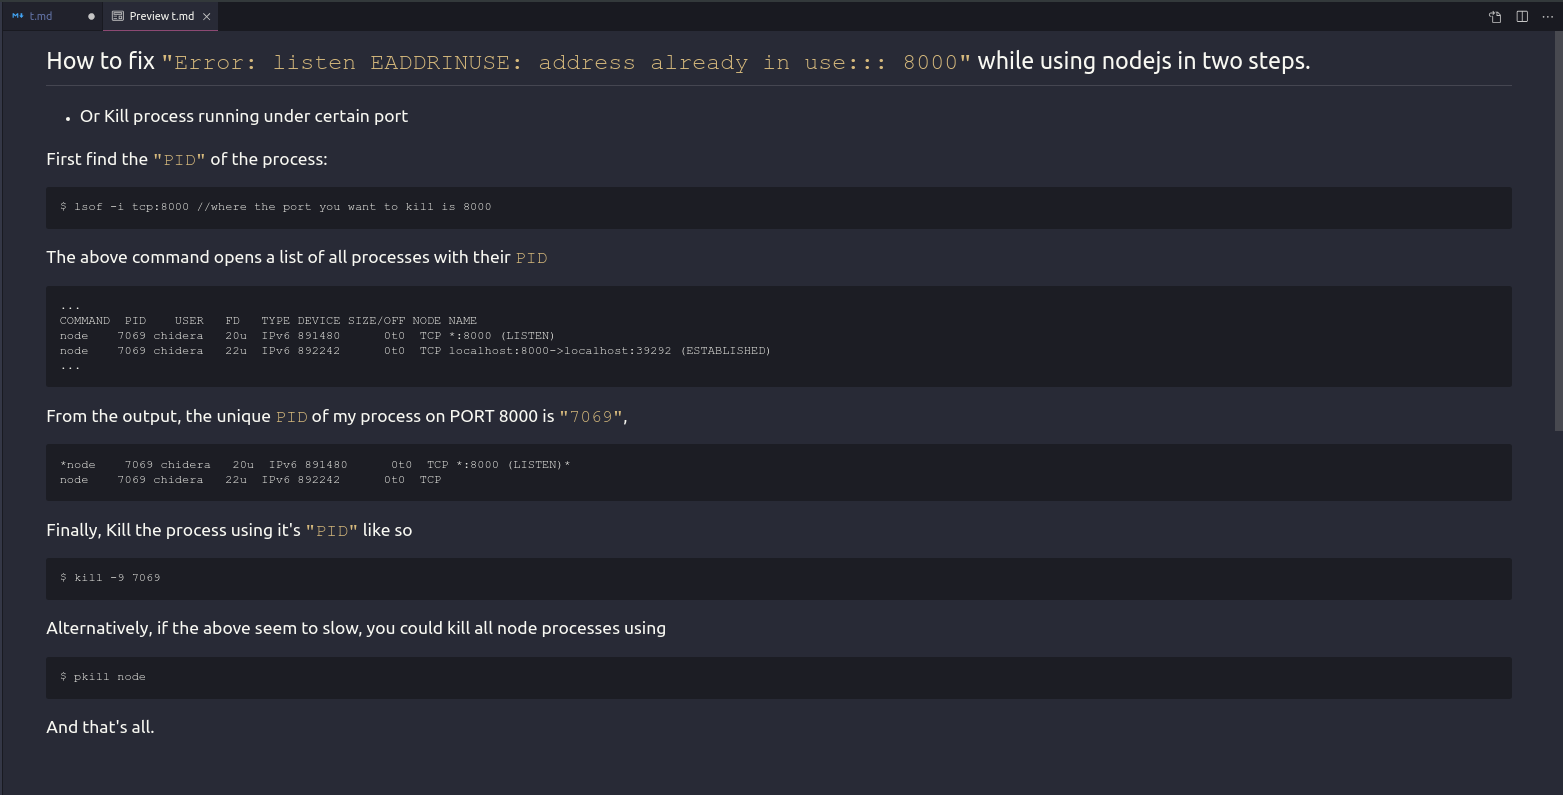 t.md
Preview t.md
How to fix "Error: listen EADDRINUSE: address already in use::: 8000" while using nodejs in two steps.
• Or Kill process running under certain port
First find the "PID" of the process:
$ lsof -i tcp:8000 //where the port you want to kill is 8000
The above command opens a list of all processes with their PID
...
COMMAND  PID    USER   FD   TYPE DEVICE SIZE/OFF NODE NAME
node    7069 chidera   20u  IPv6 891480      0t0  TCP *:8000 (LISTEN)
node    7069 chidera   22u  IPv6 892242      0t0  TCP localhost:8000->localhost:39292 (ESTABLISHED)
...
From the output, the unique PID of my process on PORT 8000 is "7069",
*node    7069 chidera   20u  IPv6 891480      0t0  TCP *:8000 (LISTEN)*
node    7069 chidera   22u  IPv6 892242      0t0  TCP
Finally, Kill the process using it's "PID" like so
$ kill -9 7069
Alternatively, if the above seem to slow, you could kill all node processes using
$ pkill node
And that's all.